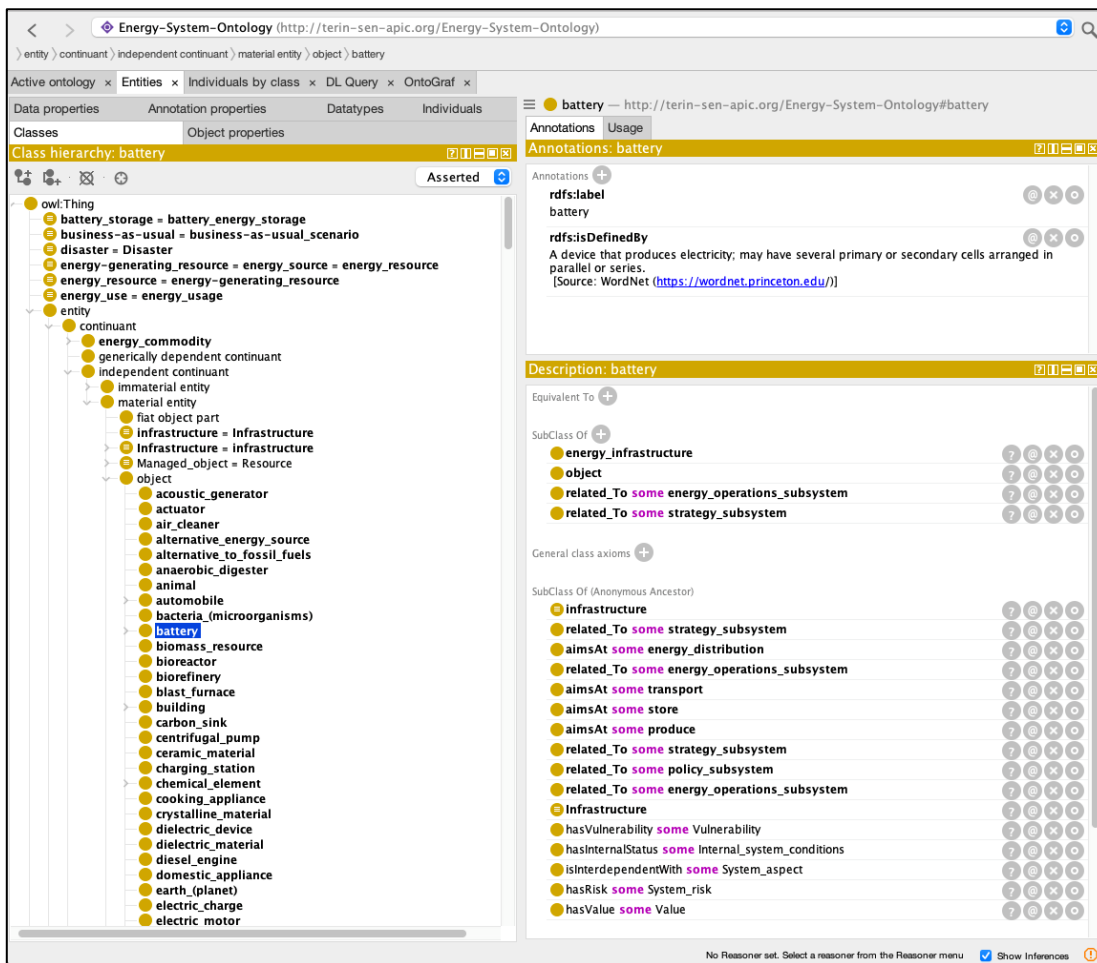 Energy-System-Ontology (http://terin-sen-apic.org/Energy-System-Ontology)
entity continuant independent continuant material entity object battery
Active ontology × Entities × Individuals by class × DL Query × OntoGraf ×
Data properties Annotation properties Datatypes Individuals
Classes Object properties
Class hierarchy: battery
Asserted
owl:Thing
battery_storage = battery_energy_storage
business-as-usual = business-as-usual_scenario
disaster = Disaster
energy-generating_resource = energy_source = energy_resource
energy_resource = energy-generating_resource
energy_use = energy_usage
entity
continuant
energy_commodity
generically dependent continuant
independent continuant
immaterial entity
material entity
fiat object part
infrastructure = Infrastructure
Infrastructure = infrastructure
Managed_object = Resource
object
acoustic_generator
actuator
air_cleaner
alternative_energy_source
alternative_to_fossil_fuels
anaerobic_digester
animal
automobile
bacteria_(microorganisms)
battery
biomass_resource
bioreactor
biorefinery
blast_furnace
building
carbon_sink
centrifugal_pump
ceramic_material
charging_station
chemical_element
cooking_appliance
crystalline_material
dielectric_device
dielectric_material
diesel_engine
domestic_appliance
earth_(planet)
electric_charge
electric_motor
battery — http://terin-sen-apic.org/Energy-System-Ontology#battery
Annotations Usage
Annotations: battery
Annotations
rdfs:label
battery
rdfs:isDefinedBy
A device that produces electricity; may have several primary or secondary cells arranged in
parallel or series.
[Source: WordNet (https://wordnet.princeton.edu/)]
Description: battery
Equivalent To
SubClass Of
energy_infrastructure
object
related_To some energy_operations_subsystem
related_To some strategy_subsystem
General class axioms
SubClass Of (Anonymous Ancestor)
infrastructure
related_To some strategy_subsystem
aimsAt some energy_distribution
related_To some energy_operations_subsystem
aimsAt some transport
aimsAt some store
aimsAt some produce
related_To some strategy_subsystem
related_To some policy_subsystem
related_To some energy_operations_subsystem
Infrastructure
hasVulnerability some Vulnerability
hasInternalStatus some Internal_system_conditions
isInterdependentWith some System_aspect
hasRisk some System_risk
hasValue some Value
No Reasoner set. Select a reasoner from the Reasoner menu Show Inferences